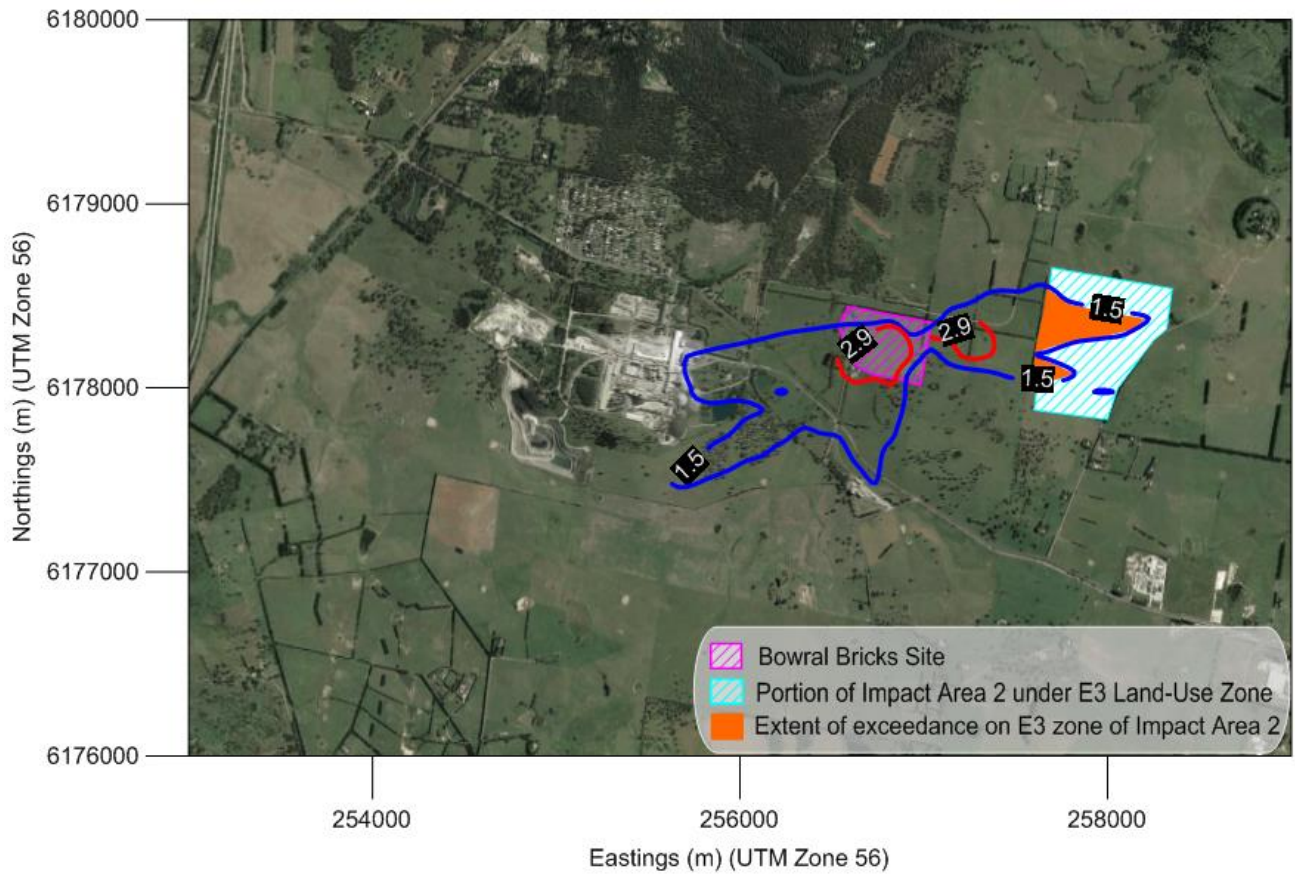 6180000
6179000
6178000
6177000
6176000
Northings (m) (UTM Zone 56)
1.5
2.9
2.9
1.5
1.5
Bowral Bricks Site
Portion of Impact Area 2 under E3 Land-Use Zone
Extent of exceedance on E3 zone of Impact Area 2
254000
256000
258000
Eastings (m) (UTM Zone 56)